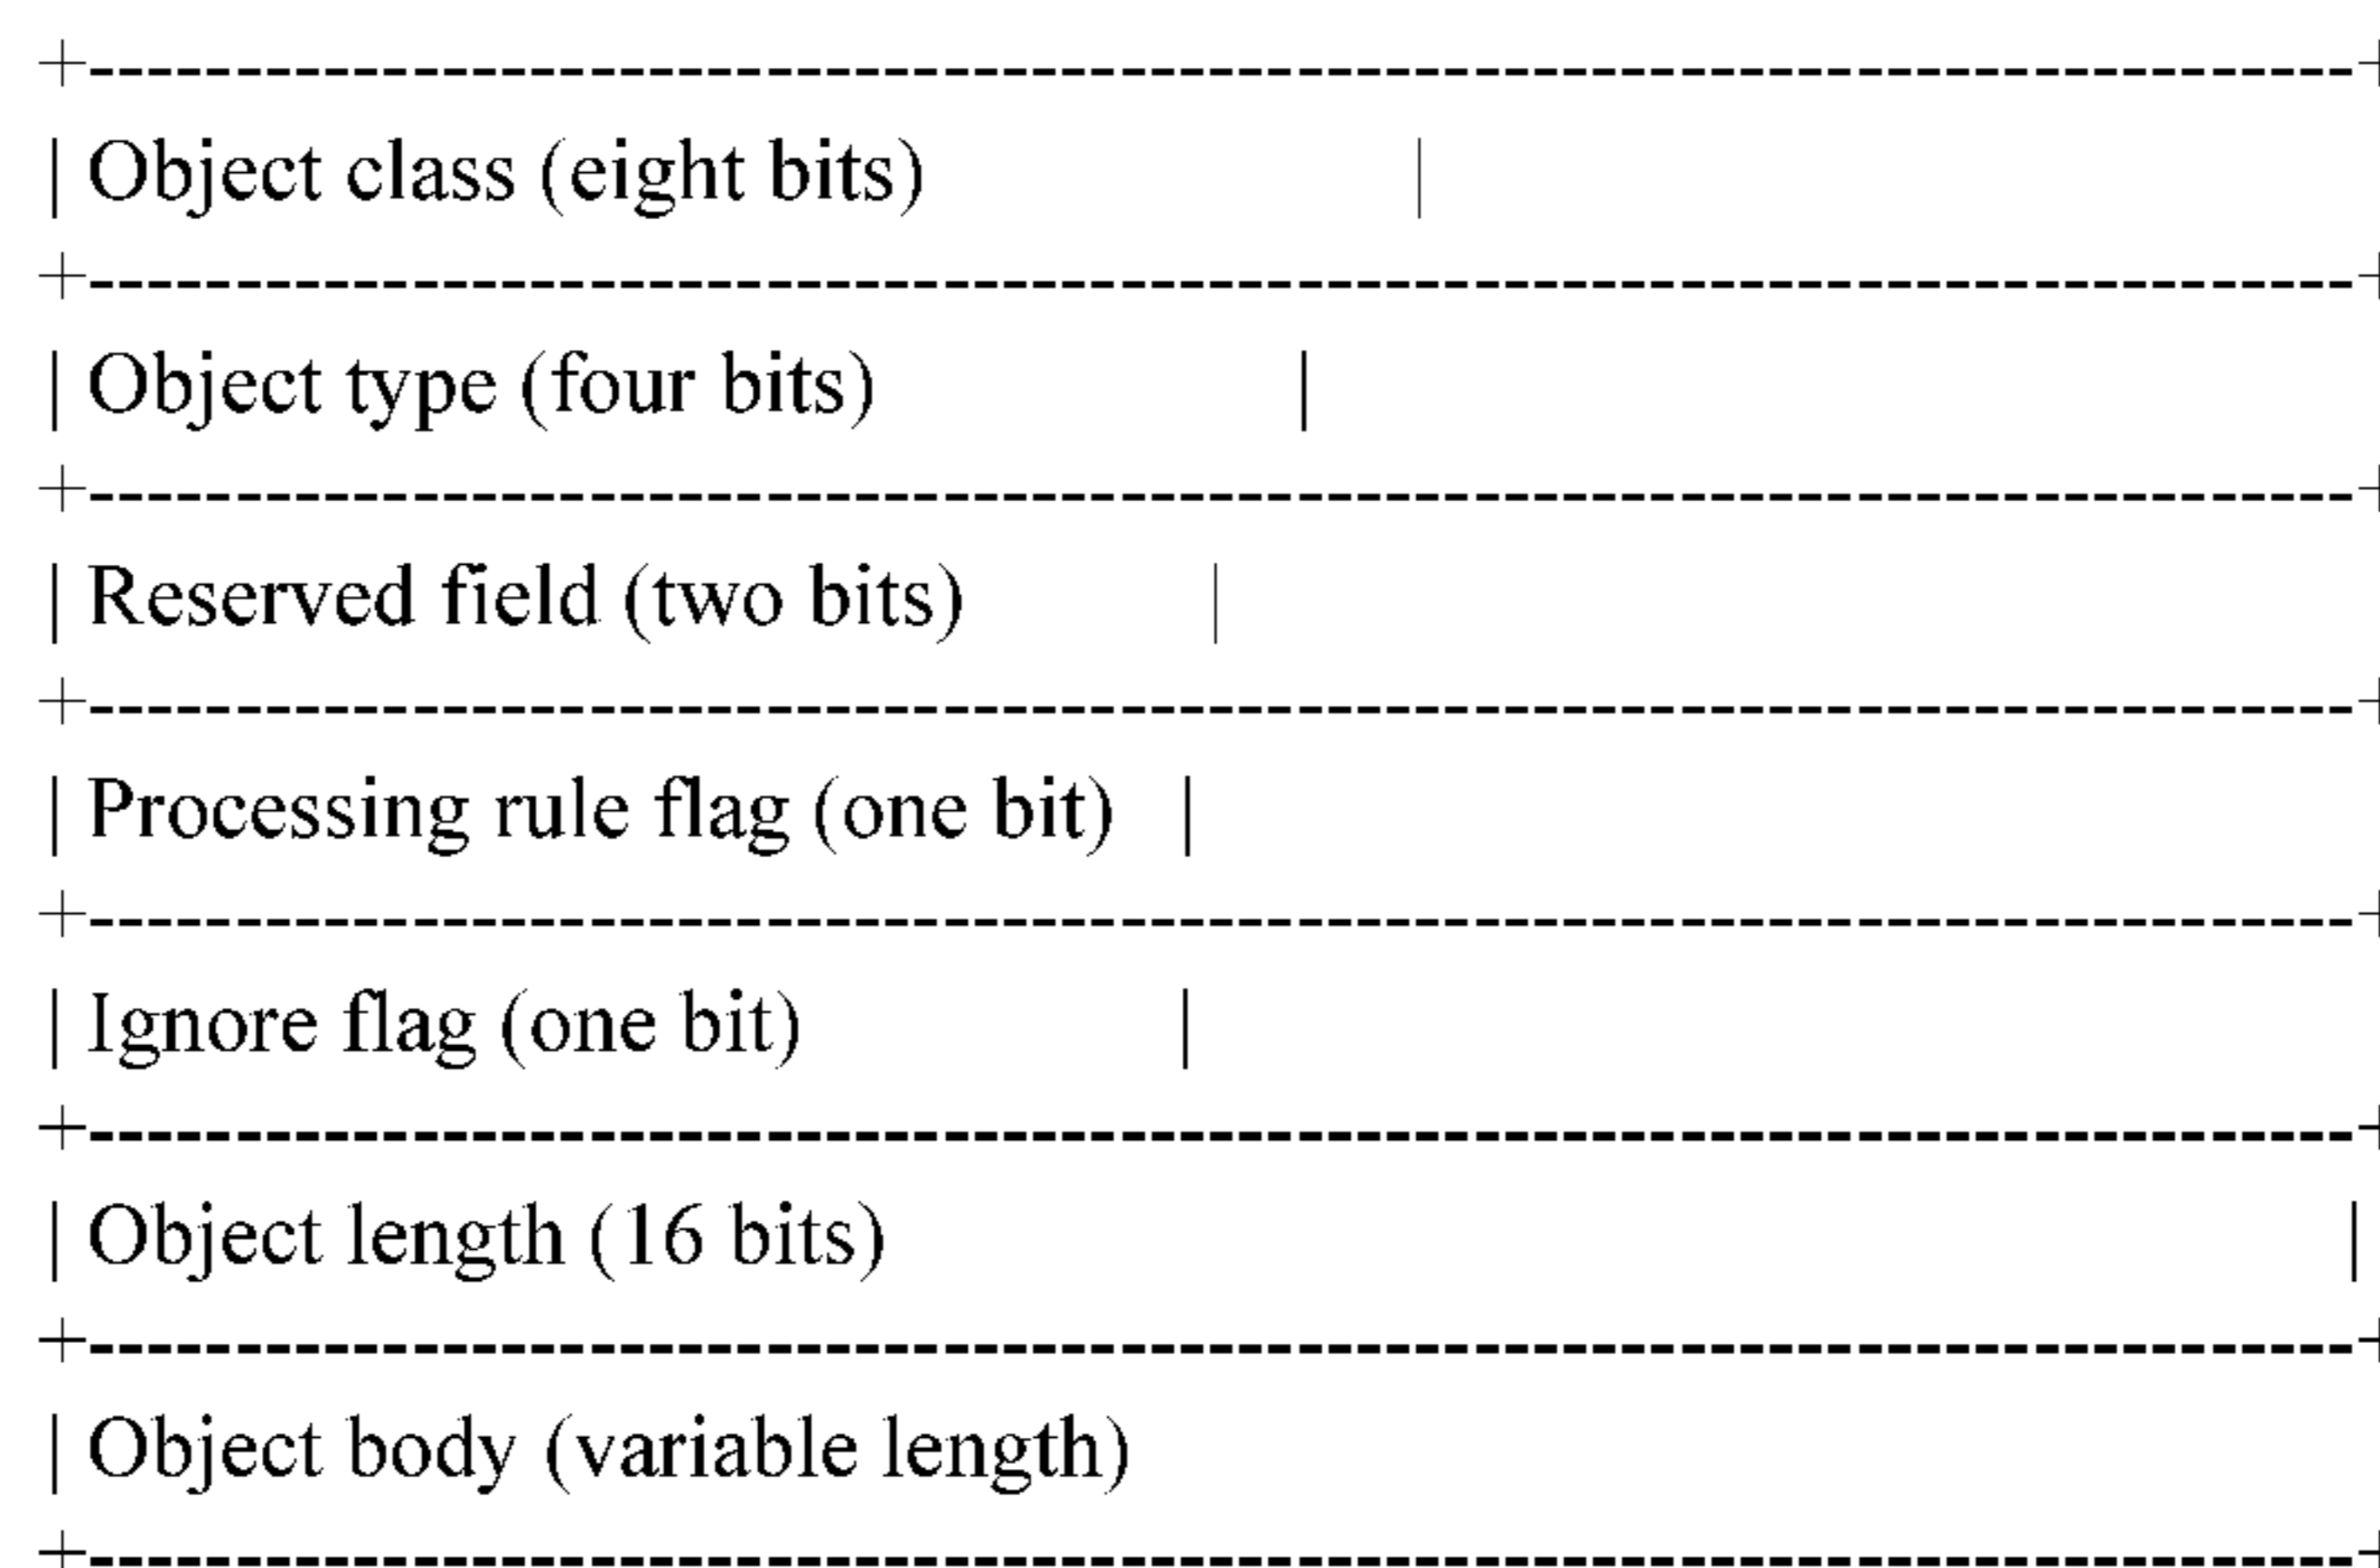 +-----------------------------------------------------------------------------+
| Object class (eight bits) |
+-----------------------------------------------------------------------------+
| Object type (four bits) |
+-----------------------------------------------------------------------------+
| Reserved field (two bits) |
+-----------------------------------------------------------------------------+
| Processing rule flag (one bit) |
+-----------------------------------------------------------------------------+
| Ignore flag (one bit) |
+-----------------------------------------------------------------------------+
| Object length (16 bits) |
+-----------------------------------------------------------------------------+
| Object body (variable length)
+-----------------------------------------------------------------------------+